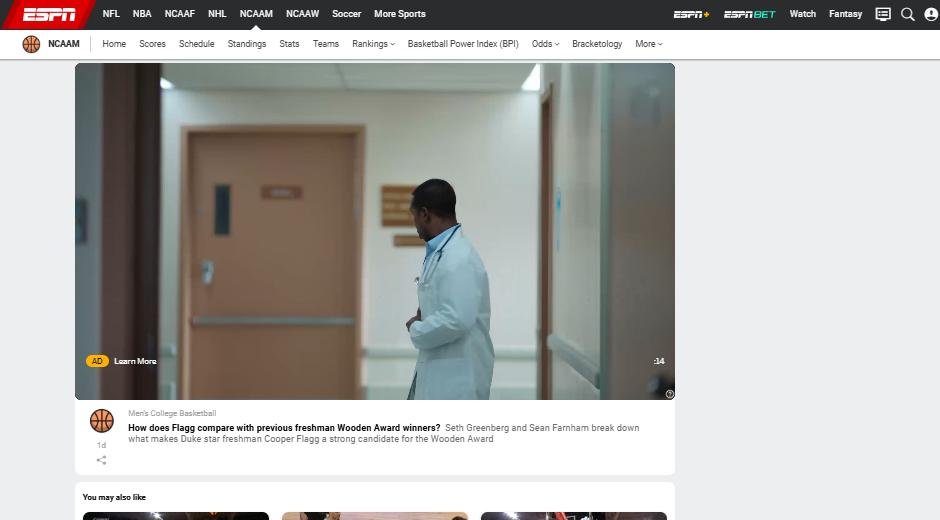 ESPN NFL NBA NCAAF NHL NCAAM NCAAW Soccer More Sports ESPN+ ESPN BET Watch Fantasy
NCAAM Home Scores Schedule Standings Stats Teams Rankings Basketball Power Index (BPI) Odds Bracketology More
AD Learn More :14
Men's College Basketball
How does Flagg compare with previous freshman Wooden Award winners? Seth Greenberg and Sean Farnham break down
what makes Duke star freshman Cooper Flagg a strong candidate for the Wooden Award
1d
You may also like